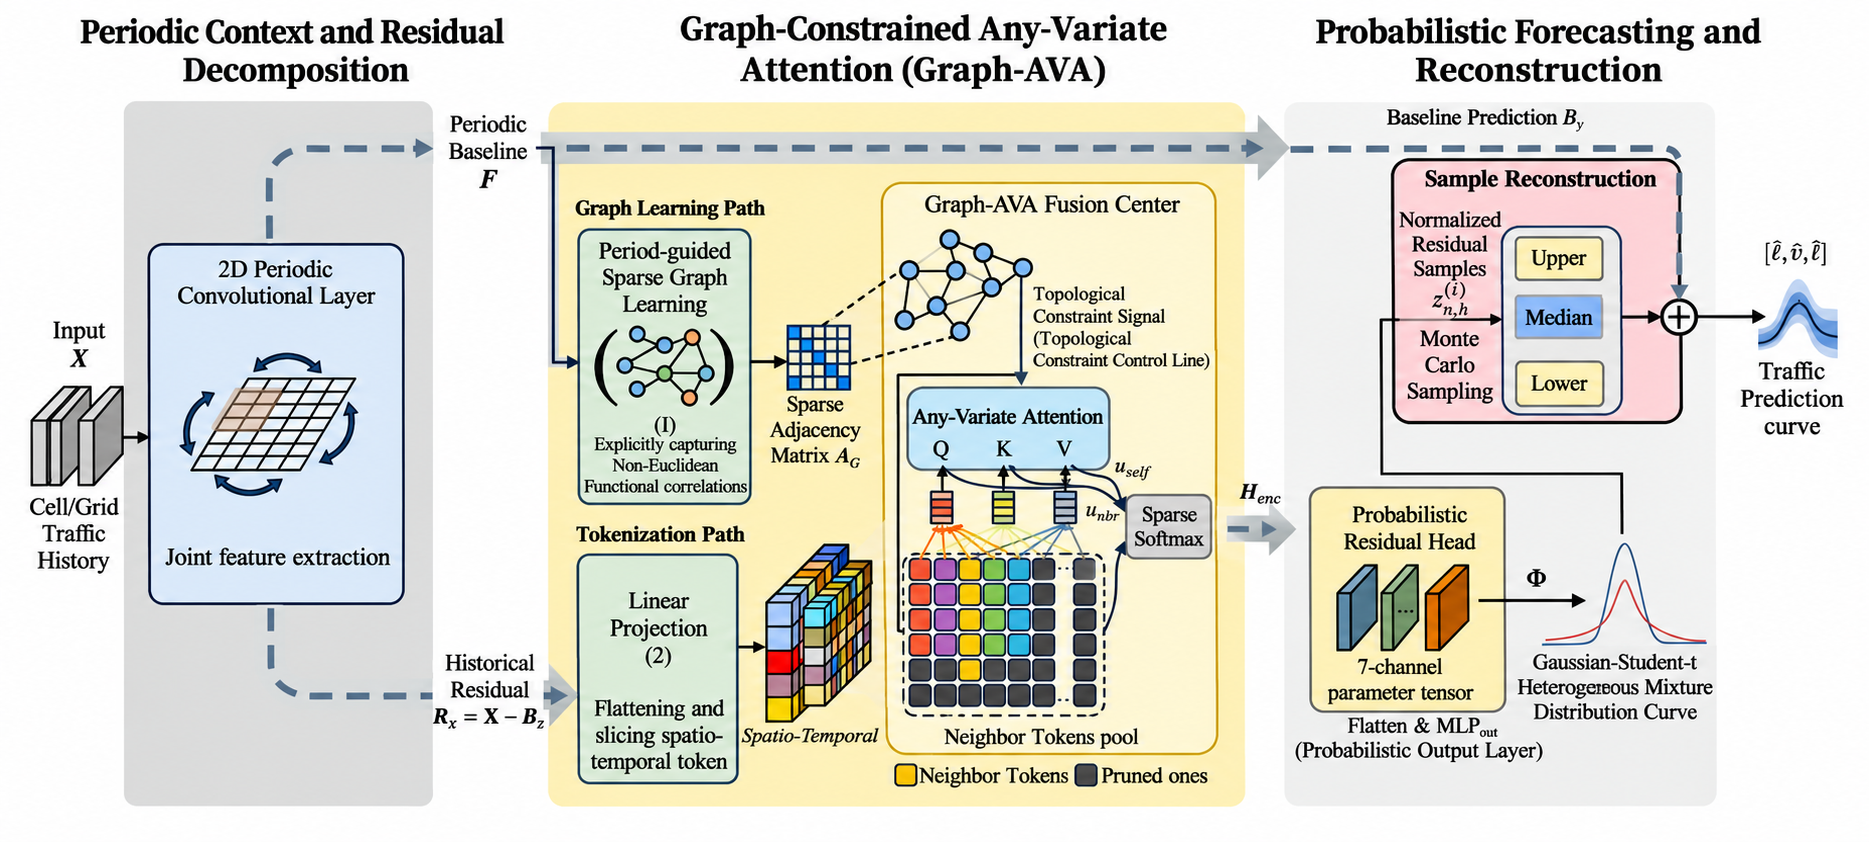 Periodic Context and Residual
Decomposition
Input
X
Cell/Grid
Traffic
History
2D Periodic
Convolutional Layer
Joint feature extraction
Periodic
Baseline
F
Historical
Residual
Rₓ = X − B_z
Graph-Constrained Any-Variate
Attention (Graph-AVA)
Graph Learning Path
Period-guided
Sparse Graph
Learning
(I)
Explicitly capturing
Non-Euclidean
Functional correlations
Sparse
Adjacency
Matrix A_G
Tokenization Path
Linear
Projection
(2)
Flattening and
slicing spatio-
temporal token
Spatio-Temporal
Graph-AVA Fusion Center
Topological
Constraint Signal
(Topological
Constraint Control Line)
Any-Variate Attention
Q K V
u_self
u_nbr
Sparse
Softmax
Neighbor Tokens pool
Neighbor Tokens
Pruned ones
H_enc
Probabilistic Forecasting and
Reconstruction
Baseline Prediction B_y
Sample Reconstruction
Normalized
Residual
Samples
z_{n,h}^{(i)}
Monte
Carlo
Sampling
Upper
Median
Lower
[ℓ̂, v̂, ℓ̂]
Traffic
Prediction
curve
Probabilistic
Residual Head
...
7-channel
parameter tensor
Flatten & MLP_out
(Probabilistic Output Layer)
Φ
Gaussian-Student-t
Mixture
Distribution Curve